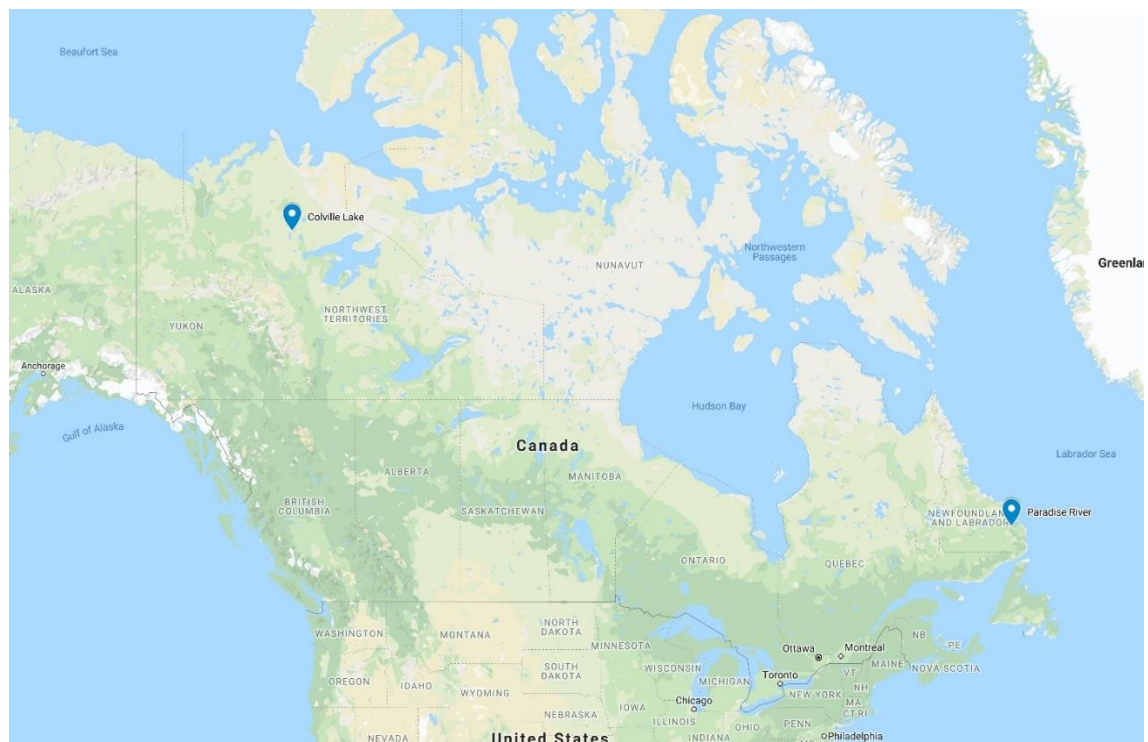 Beaufort Sea
Colville Lake
Northwestern
Passages
Greenla
NUNAVUT
ALASKA
NORTHWEST
TERRITORIES
YUKON
Anchorage
Gulf of Alaska
Hudson Bay
Canada
Labrador Sea
ALBERTA
MANITOBA
BRITISH
COLUMBIA
SASKATCHEWAN
NEWFOUNDLAN
AND LABRADOR
Paradise River
ONTARIO
QUEBEC
WASHINGTON
MONTANA
NORTH
DAKOTA
MINNESOTA
Ottawa
Montreal
NB
PE
NOVA SCOTIA
MAINE
VT
NH
OREGON
IDAHO
SOUTH
DAKOTA
WISCONSIN
MICHIGAN
Toronto
NEW YORK
MA
CT RI
WYOMING
Chicago
IOWA
NEBRASKA
ILLINOIS
INDIANA
OHIO
PENN
NEVADA
United States
Philadelphia